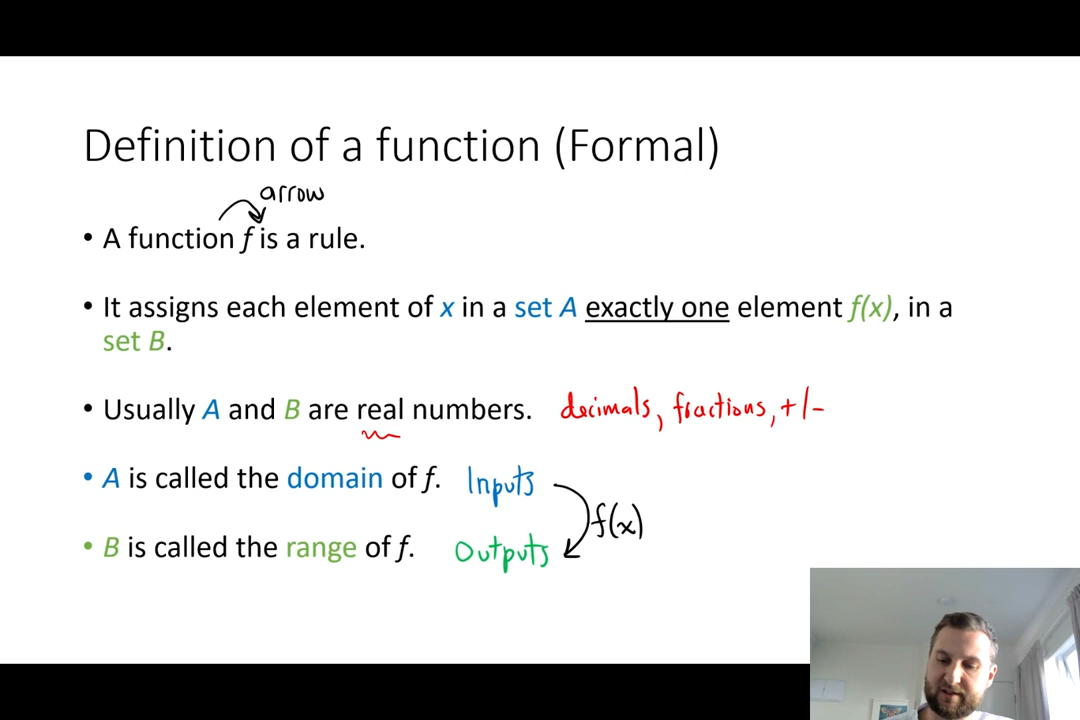 Definition of a function (Formal)
arrow
• A function f is a rule.
• It assigns each element of x in a set A exactly one element f(x), in a
set B.
• Usually A and B are real numbers. decimals, fractions, +/-
• A is called the domain of f. Inputs
f(x)
• B is called the range of f. Outputs